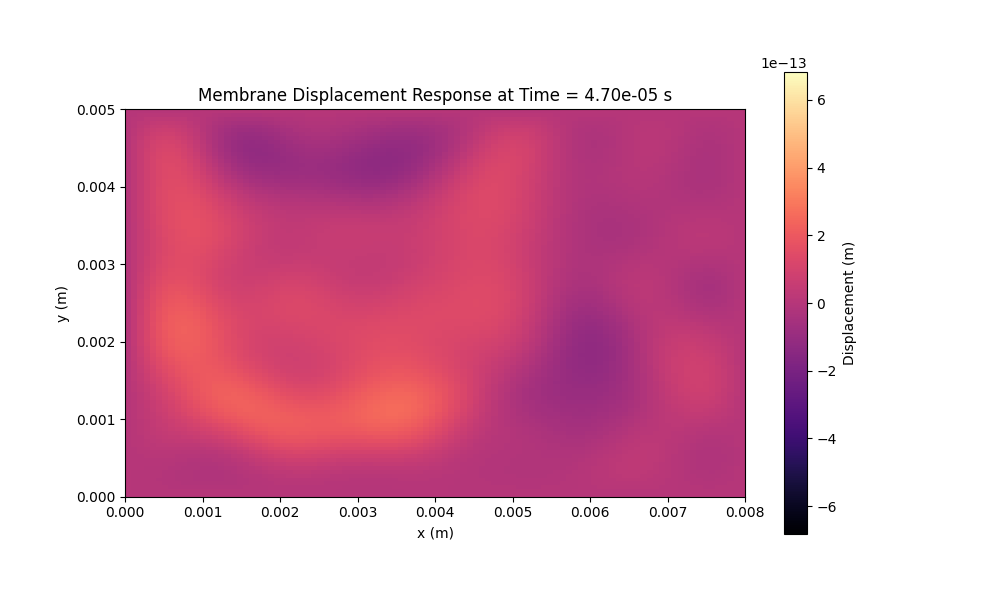 1e−13
Membrane Displacement Response at Time = 4.70e-05 s
0.005
0.004
0.003
0.002
0.001
0.000
y (m)
0.000 0.001 0.002 0.003 0.004 0.005 0.006 0.007 0.008
x (m)
6
4
2
0
−2
−4
−6
Displacement (m)